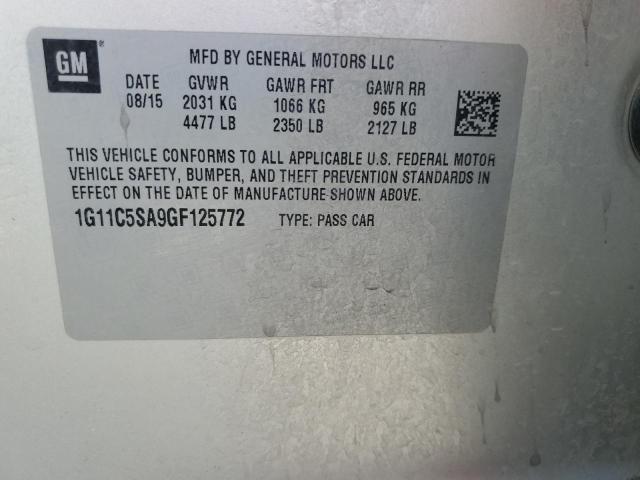 GM
MFD BY GENERAL MOTORS LLC
DATE GVWR GAWR FRT GAWR RR
08/15 2031 KG 1066 KG 965 KG
4477 LB 2350 LB 2127 LB
THIS VEHICLE CONFORMS TO ALL APPLICABLE U.S. FEDERAL MOTOR
VEHICLE SAFETY, BUMPER, AND THEFT PREVENTION STANDARDS IN
EFFECT ON THE DATE OF MANUFACTURE SHOWN ABOVE.
1G11C5SA9GF125772 TYPE: PASS CAR